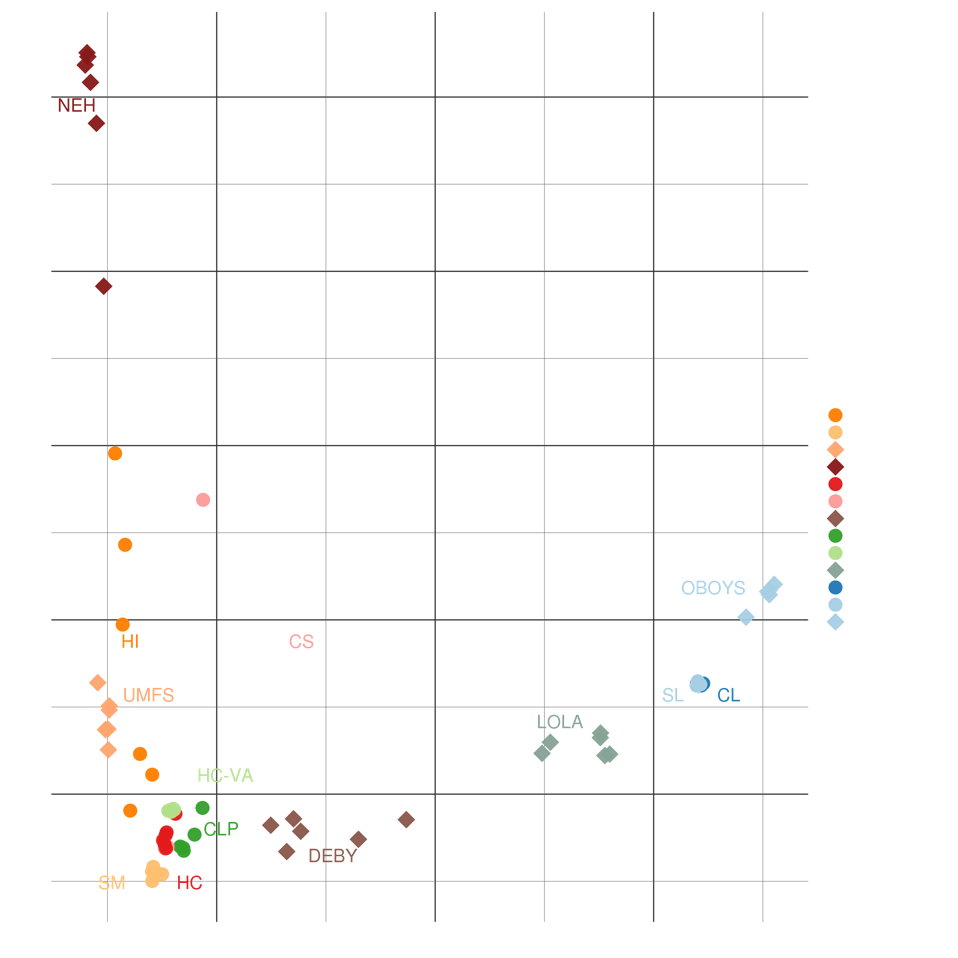 NEH
OBOYS
HI
CS
UMFS
SL
CL
LOLA
HC-VA
CLP
DEBY
SM
HC